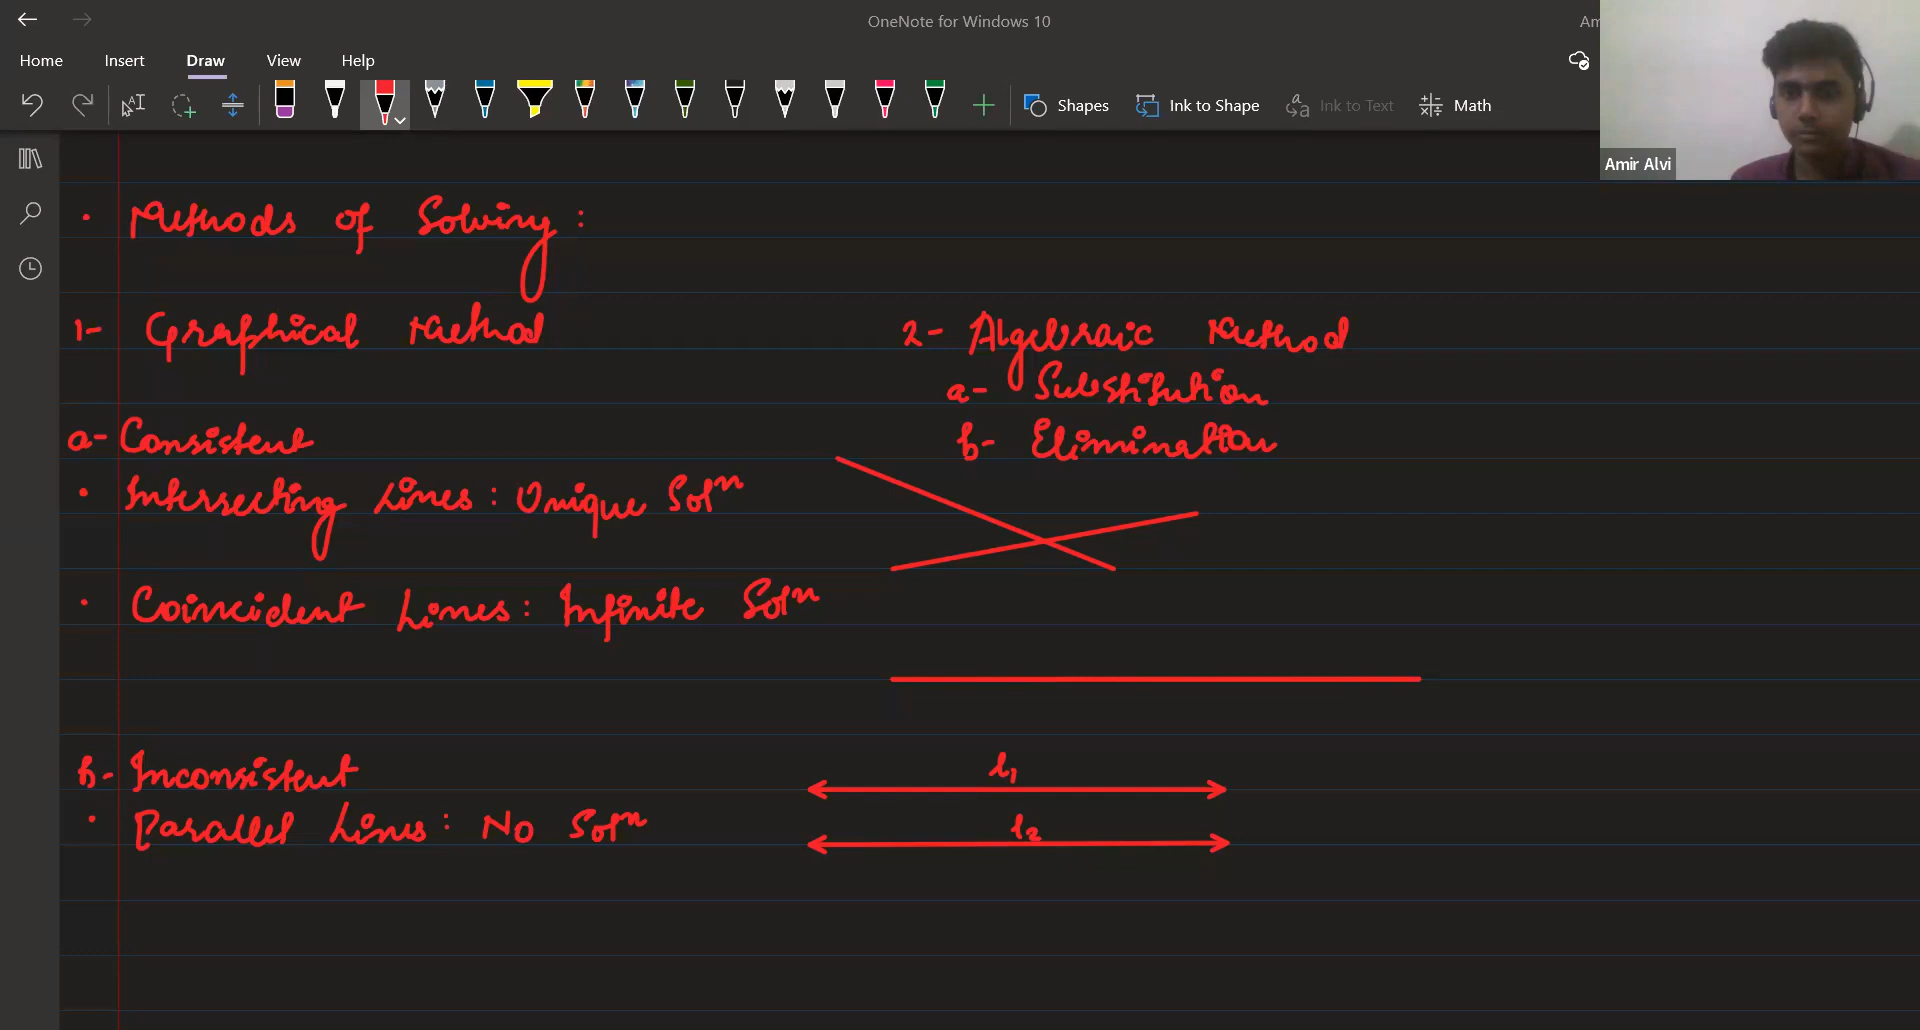 OneNote for Windows 10
Am
Home Insert Draw View Help
Shapes Ink to Shape Ink to Text Math
Amir Alvi
• Methods of Solving :
1- Graphical Method
2- Algebraic Method
a- Substitution
b- Elimination
a- Consistent
• Intersecting Lines : Unique Solⁿ
• Coincident Lines : Infinite Solⁿ
b- Inconsistent
• Parallel Lines : No Solⁿ
l₁
l₂